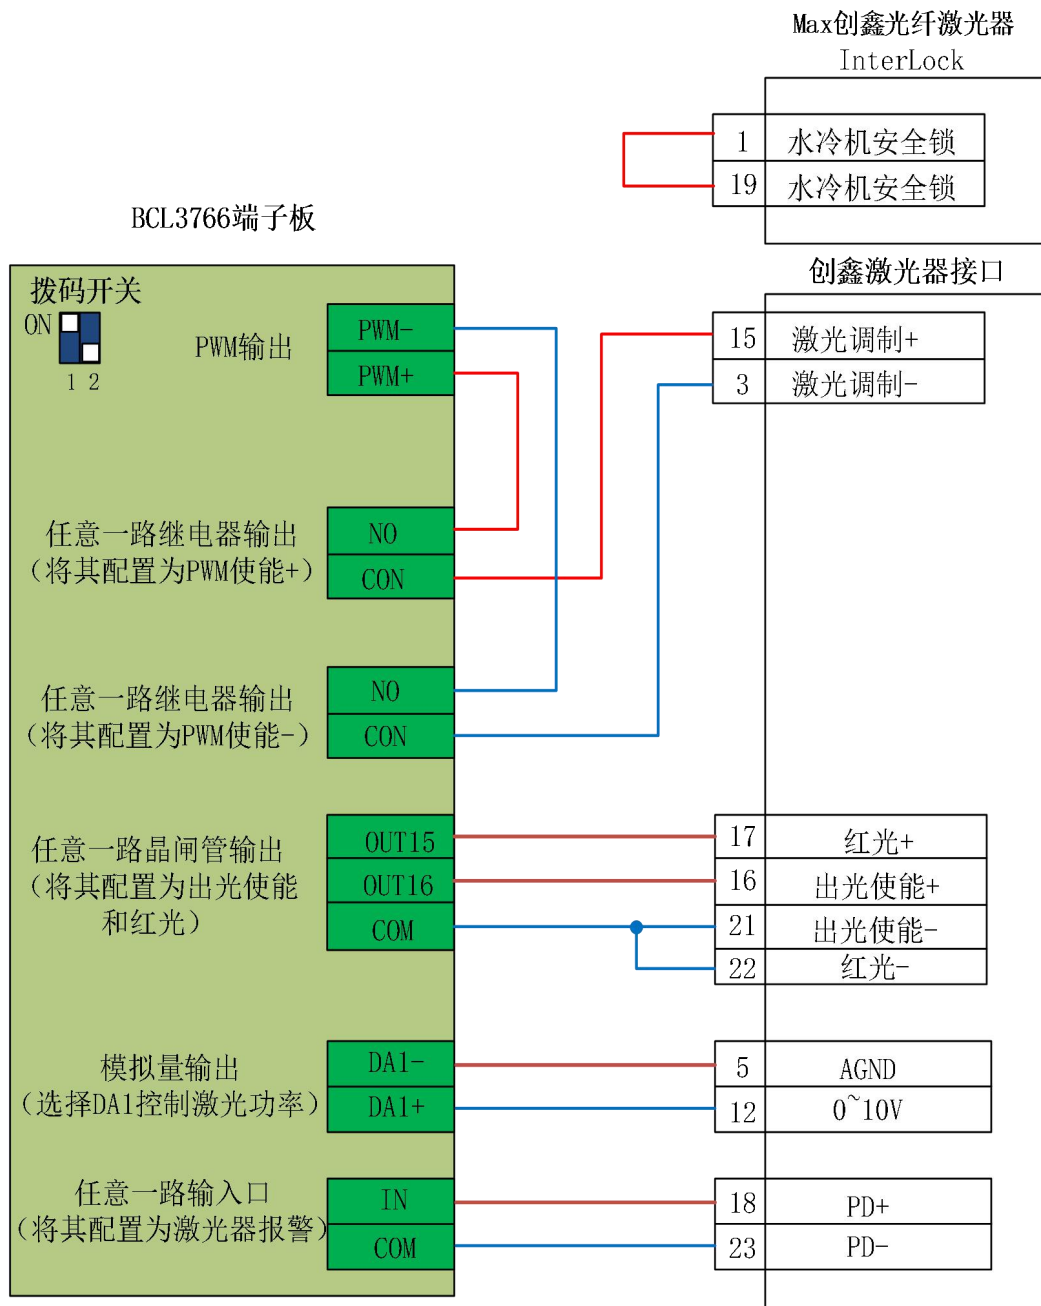 Max创鑫光纤激光器
InterLock
1 水冷机安全锁
19 水冷机安全锁
BCL3766端子板
创鑫激光器接口
拨码开关
ON
1 2
PWM输出
PWM-
PWM+
15 激光调制+
3 激光调制-
任意一路继电器输出
（将其配置为PWM使能+）
NO
CON
任意一路继电器输出
（将其配置为PWM使能-）
NO
CON
任意一路晶闸管输出
（将其配置为出光使能
和红光）
OUT15
OUT16
COM
17 红光+
16 出光使能+
21 出光使能-
22 红光-
模拟量输出
（选择DA1控制激光功率）
DA1-
DA1+
5 AGND
12 0~10V
任意一路输入口
（将其配置为激光器报警）
IN
COM
18 PD+
23 PD-